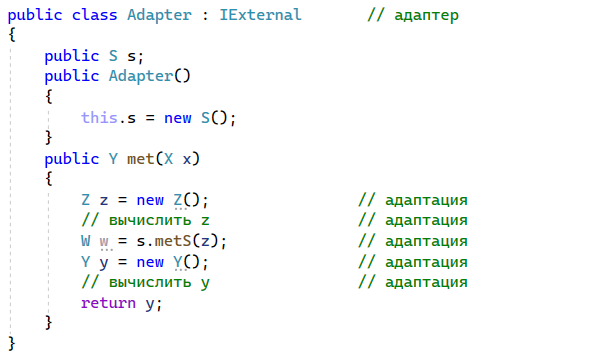 public class Adapter : IExternal       // адаптер
{
    public S s;
    public Adapter()
    {
        this.s = new S();
    }
    public Y met(X x)
    {
        Z z = new Z();                // адаптация
        // вычислить z                // адаптация
        W w = s.metS(z);              // адаптация
        Y y = new Y();                // адаптация
        // вычислить y                // адаптация
        return y;
    }
}